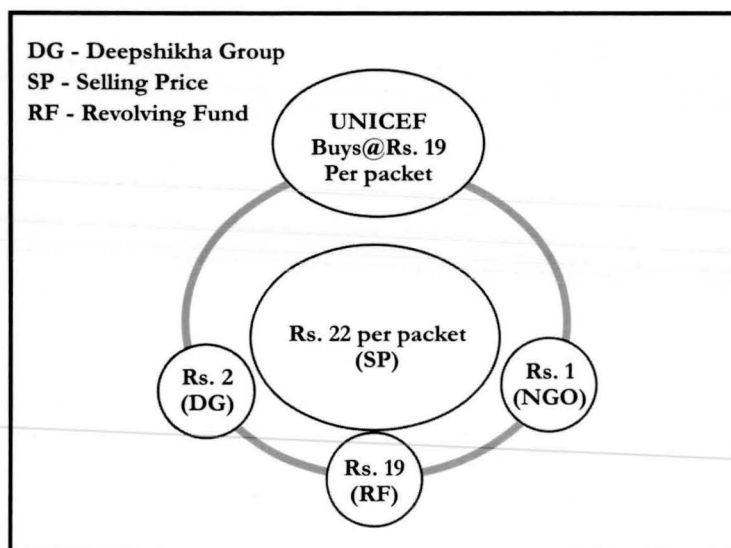 DG - Deepshikha Group
SP - Selling Price
RF - Revolving Fund
UNICEF
Buys@Rs. 19
Per packet
Rs. 22 per packet
(SP)
Rs. 2
(DG)
Rs. 1
(NGO)
Rs. 19
(RF)